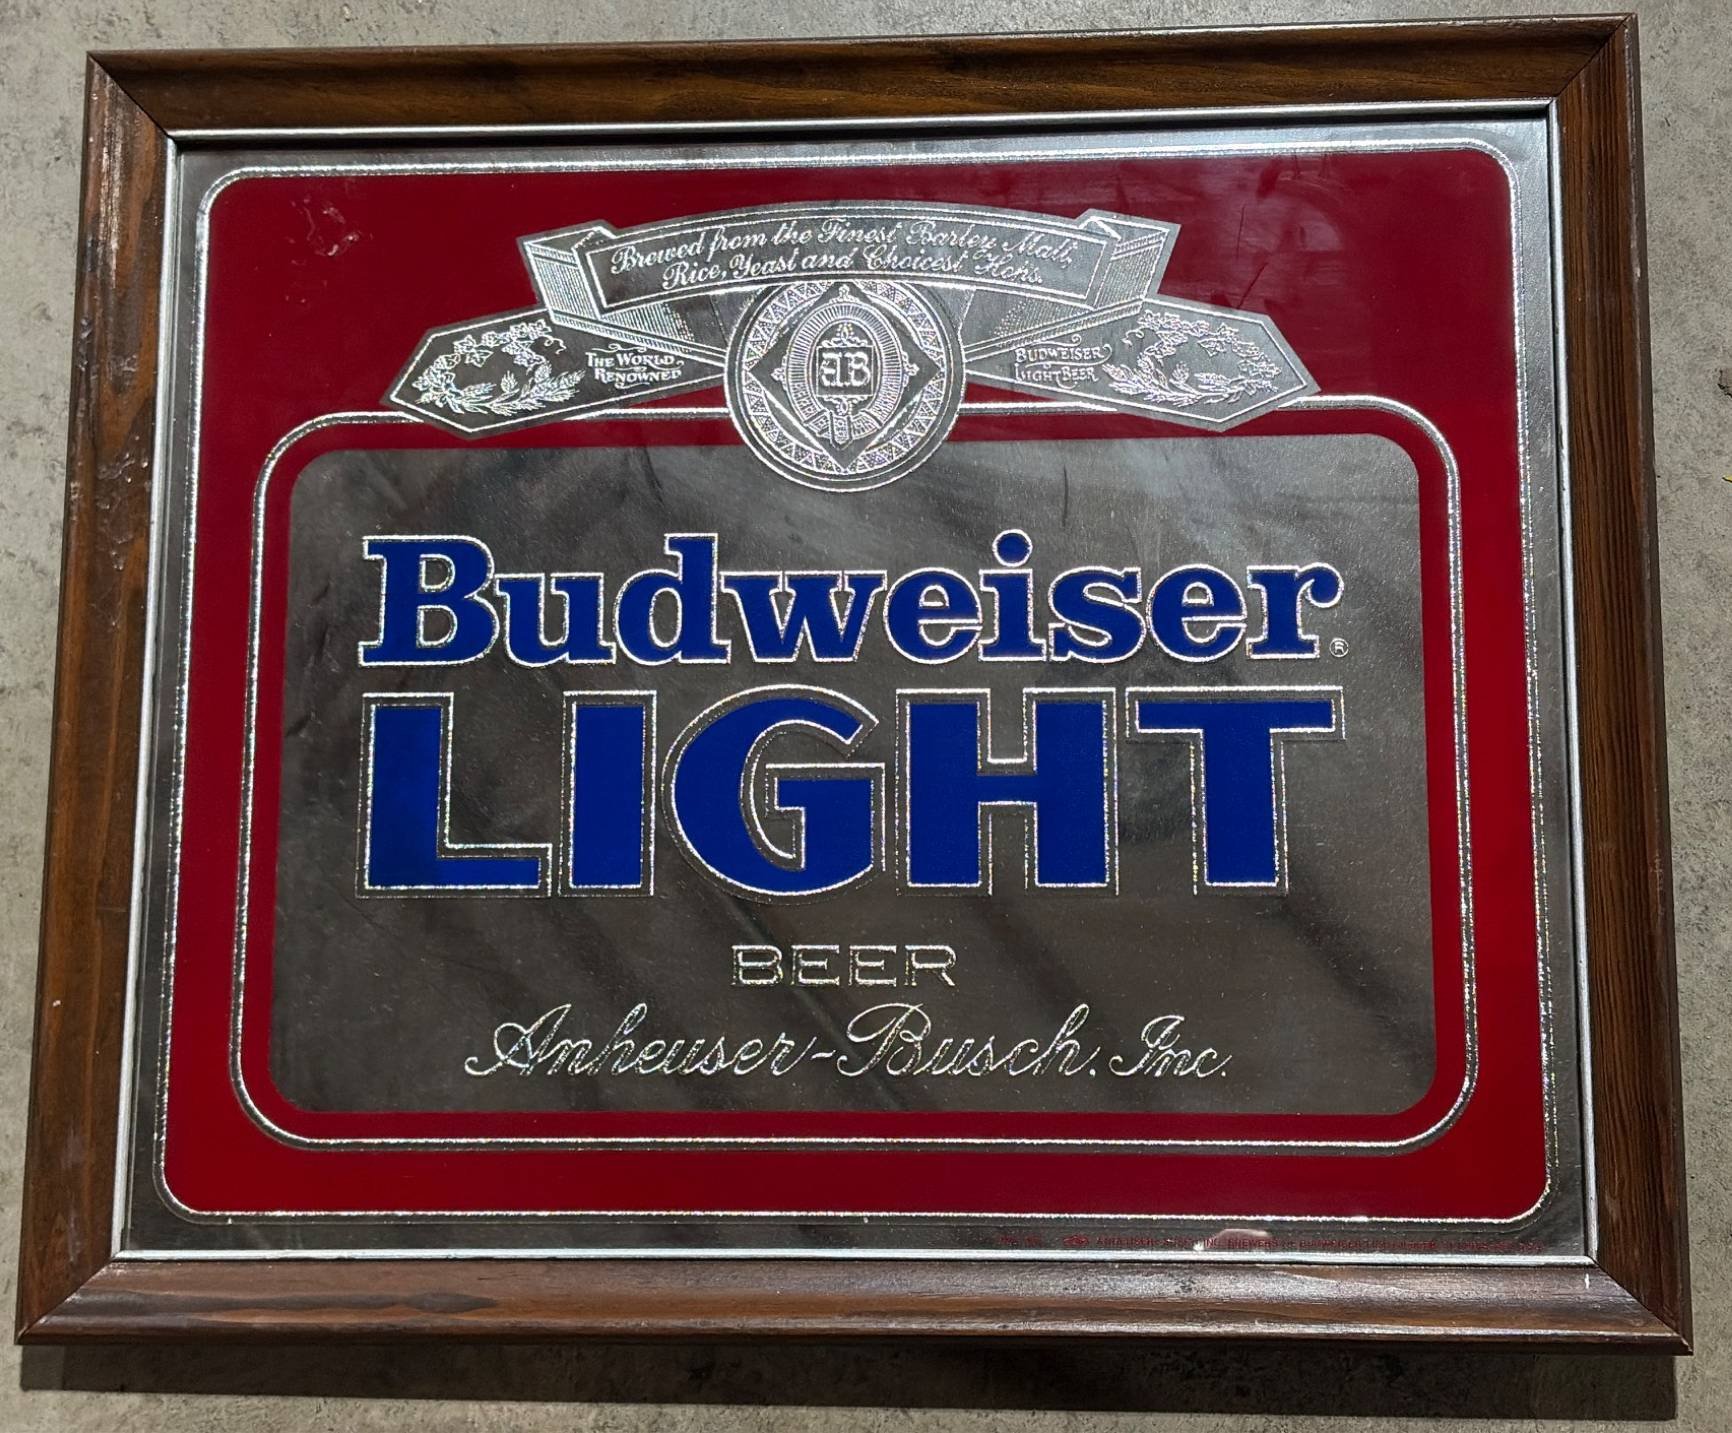 Brewed from the Finest Barley Malt,
Rice, Yeast and Choicest Hops.
THE WORLD
RENOWNED
AB
BUDWEISER
LIGHT BEER
Budweiser®
LIGHT
BEER
Anheuser-Busch, Inc.